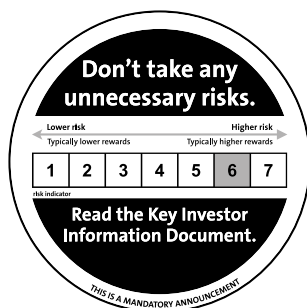 Don't take any
unnecessary risks.
Lower risk Higher risk
Typically lower rewards Typically higher rewards
1 2 3 4 5 6 7
risk indicator
Read the Key Investor
Information Document.
THIS IS A MANDATORY ANNOUNCEMENT